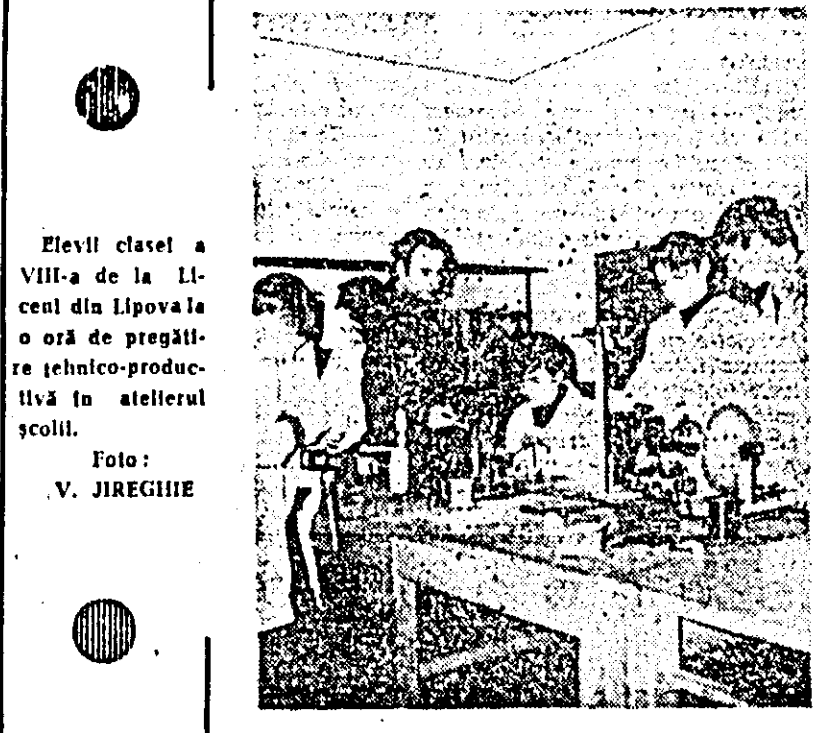 Elevii clasei a
VIII-a de la Li-
ceul din Lipova la
o oră de pregăti-
re tehnico-produc-
tivă în atelierul
școlii.
Foto:
V. JIREGHIE